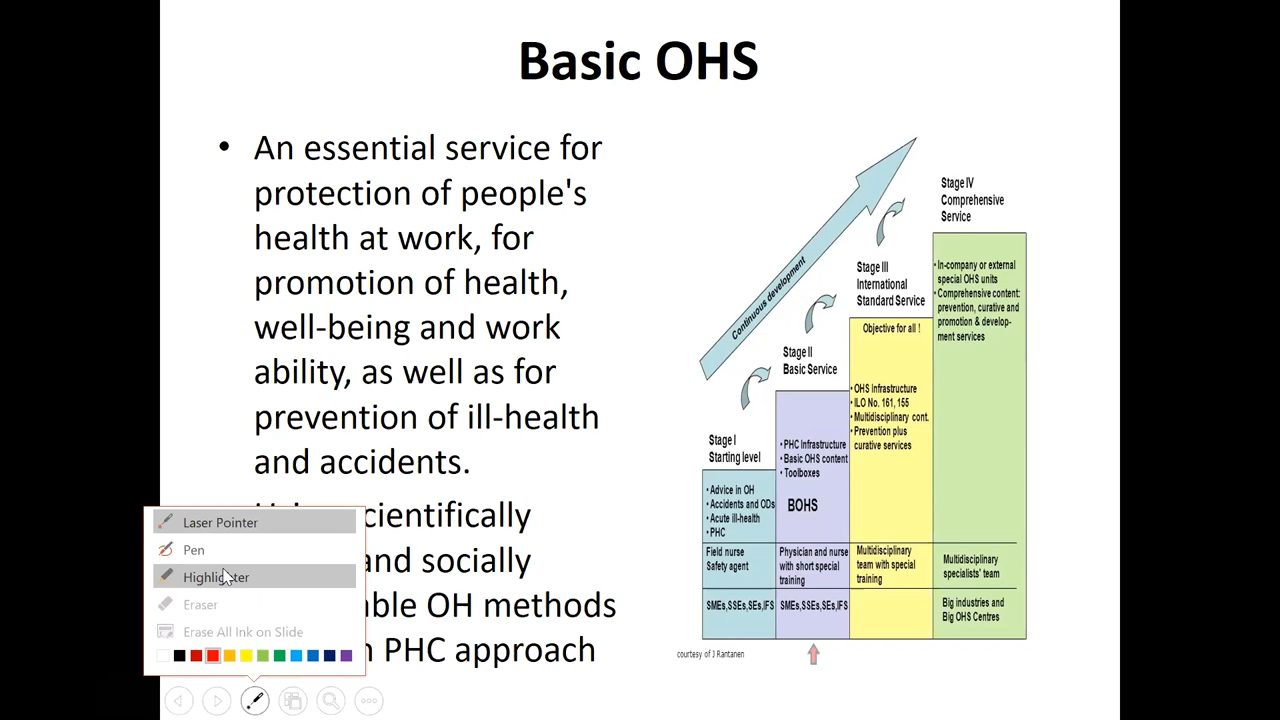 Basic OHS
• An essential service for
protection of people's
health at work, for
promotion of health,
well-being and work
ability, as well as for
prevention of ill-health
and accidents.
scientifically
and socially
OH methods
PHC approach
Laser Pointer
Pen
Highlighter
Eraser
Erase All Ink on Slide
Continuous development
Stage I
Starting level
• Advice in OH
• Accidents and ODs
• Acute ill-health
• PHC
Field nurse
Safety agent
SMEs,SSEs,SEs,IFS
Stage II
Basic Service
• PHC Infrastructure
• Basic OHS content
• Toolboxes
BOHS
Physician and nurse
with short special
training
SMEs,SSEs,SEs,IFS
Stage III
International
Standard Service
Objective for all !
• OHS Infrastructure
• ILO No. 161, 155
• Multidisciplinary cont.
• Prevention plus
curative services
Multidisciplinary
team with special
training
Stage IV
Comprehensive
Service
• In-company or external
special OHS units
• Comprehensive content:
prevention, curative and
promotion & develop-
ment services
Multidisciplinary
specialists' team
Big industries and
Big OHS Centres
courtesy of J Rantanen